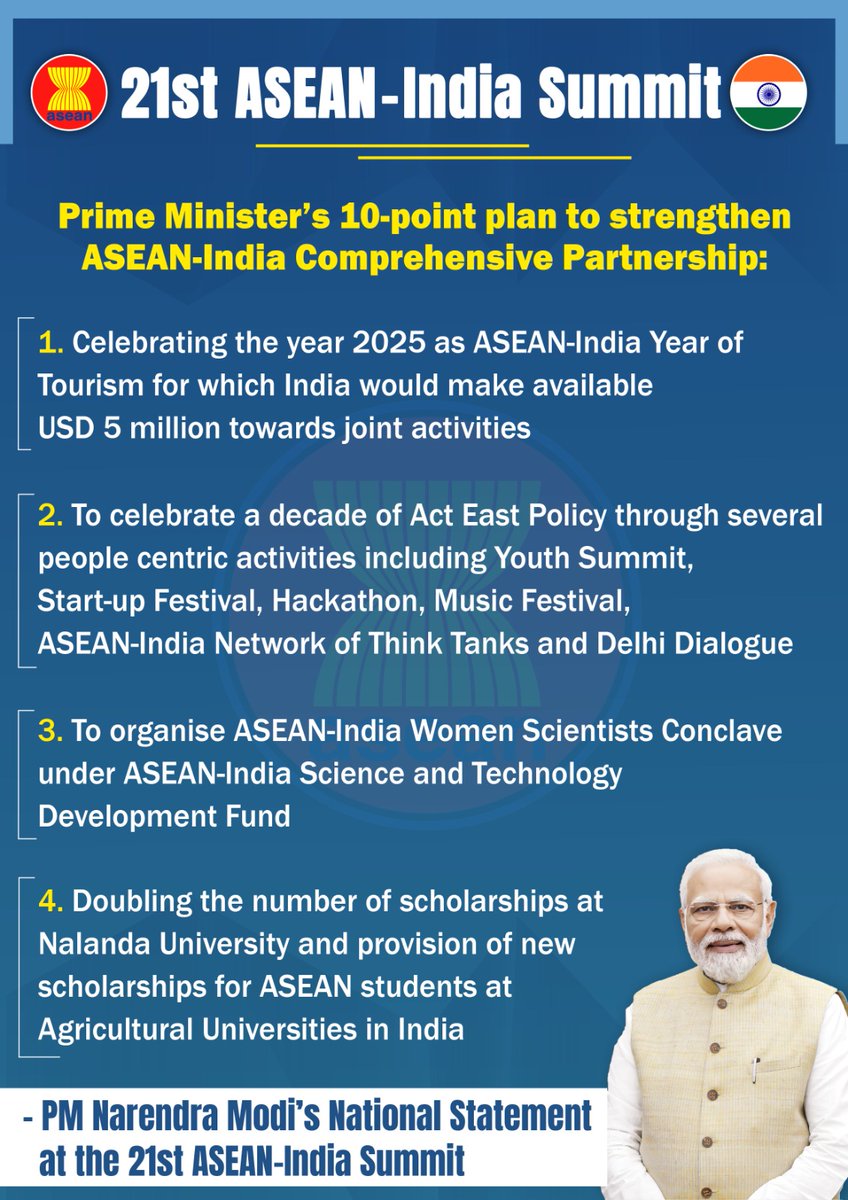 asean
21st ASEAN-India Summit
Prime Minister's 10-point plan to strengthen
ASEAN-India Comprehensive Partnership:
1. Celebrating the year 2025 as ASEAN-India Year of
Tourism for which India would make available
USD 5 million towards joint activities
2. To celebrate a decade of Act East Policy through several
people centric activities including Youth Summit,
Start-up Festival, Hackathon, Music Festival,
ASEAN-India Network of Think Tanks and Delhi Dialogue
3. To organise ASEAN-India Women Scientists Conclave
under ASEAN-India Science and Technology
Development Fund
asean
4. Doubling the number of scholarships at
Nalanda University and provision of new
scholarships for ASEAN students at
Agricultural Universities in India
- PM Narendra Modi's National Statement
at the 21st ASEAN-India Summit